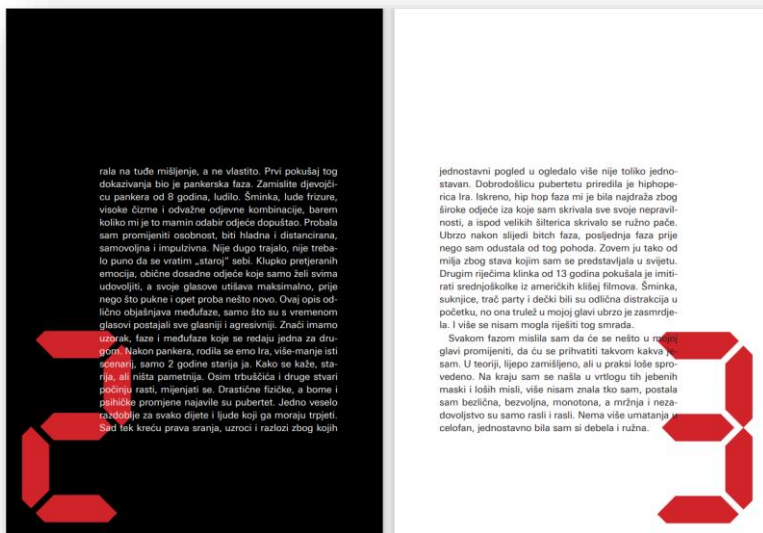 rala na tuđe mišljenje, a ne vlastito. Prvi pokušaj tog
dokazivanja bio je pankerska faza. Zamislite djevojči-
cu pankera od 8 godina, ludilo. Šminka, lude frizure,
visoke čizme i odvažne odjevne kombinacije, barem
koliko mi je to mamin odabir odjeće dopuštao. Probala
sam promijeniti osobnost, biti hladna i distancirana,
samovoljna i impulzivna. Nije dugo trajalo, nije treba-
lo puno da se vratim „staroj” sebi. Klupko pretjeranih
emocija, obične dosadne odjeće koje samo želi svima
udovoljiti, a svoje glasove utišava maksimalno, prije
nego što pukne i opet proba nešto novo. Ovaj opis od-
lično objašnjava međufaze, samo što su s vremenom
glasovi postajali sve glasniji i agresivniji. Znači imamo
uzorak, faze i međufaze koje se redaju jedna za dru-
gom. Nakon pankera, rodila se emo Ira, više-manje isti
scenarij, samo 2 godine starija ja. Kako se kaže, sta-
rija, ali ništa pametnija. Osim trbuščića i druge stvari
počinju rasti, mijenjati se. Drastične fizičke, a bome i
psihičke promjene najavile su pubertet. Jedno veselo
razdoblje za svako dijete i ljude koji ga moraju trpjeti.
Sad tek kreću prava sranja, uzroci i razlozi zbog kojih
2
jednostavni pogled u ogledalo više nije toliko jedno-
stavan. Dobrodošlicu pubertetu priredila je hiphope-
rica Ira. Iskreno, hip hop faza mi je bila najdraža zbog
široke odjeće iza koje sam skrivala sve svoje nepravil-
nosti, a ispod velikih šilterica skrivalo se ružno pače.
Ubrzo nakon slijedi bitch faza, posljednja faza prije
nego sam odustala od tog pohoda. Zovem ju tako od
milja zbog stava kojim sam se predstavljala u svijetu.
Drugim riječima klinka od 13 godina pokušala je imiti-
rati srednjoškolke iz američkih klišej filmova. Šminka,
suknjice, trač party i dečki bili su odlična distrakcija u
početku, no ona trulež u mojoj glavi ubrzo je zasmrdje-
la. I više se nisam mogla riješiti tog smrada.
Svakom fazom mislila sam da će se nešto u mojoj
glavi promijeniti, da ću se prihvatiti takvom kakva je-
sam. U teoriji, lijepo zamišljeno, ali u praksi loše spro-
vedeno. Na kraju sam se našla u vrtlogu tih jebenih
maski i loših misli, više nisam znala tko sam, postala
sam bezlična, bezvoljna, monotona, a mržnja i neza-
dovoljstvo su samo rasli i rasli. Nema više umatanja u
celofan, jednostavno bila sam si debela i ružna.
3